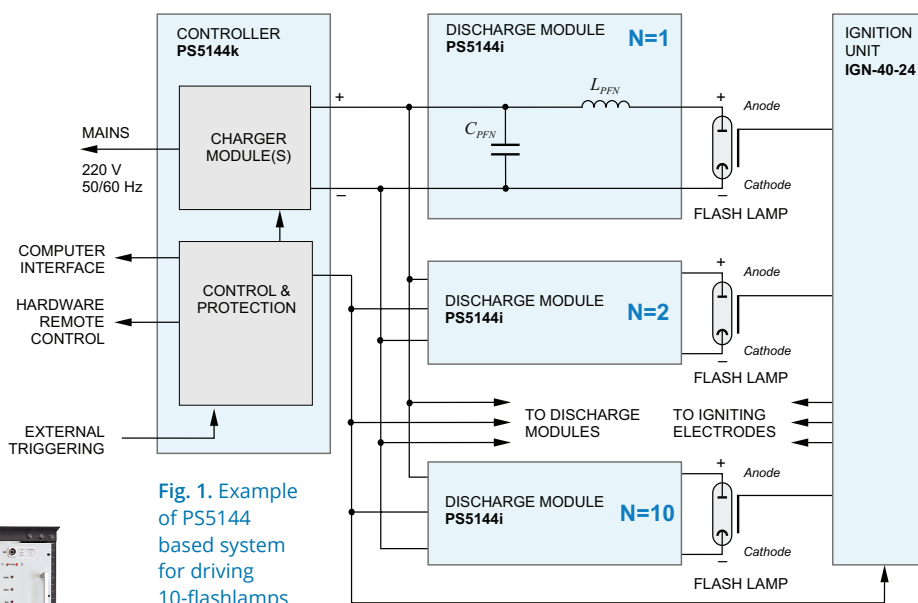 CONTROLLER
PS5144k
CHARGER
MODULE(S)
MAINS
220 V
50/60 Hz
COMPUTER
INTERFACE
HARDWARE
REMOTE
CONTROL
CONTROL &
PROTECTION
EXTERNAL
TRIGGERING
+
–
DISCHARGE MODULE
PS5144i
N=1
L_PFN
C_PFN
+
Anode
Cathode
–
FLASH LAMP
DISCHARGE MODULE
PS5144i
N=2
+
Anode
Cathode
–
FLASH LAMP
TO DISCHARGE
MODULES
TO IGNITING
ELECTRODES
DISCHARGE MODULE
PS5144i
N=10
+
Anode
Cathode
–
FLASH LAMP
IGNITION
UNIT
IGN-40-24
Fig. 1. Example
of PS5144
based system
for driving
10-flashlamps